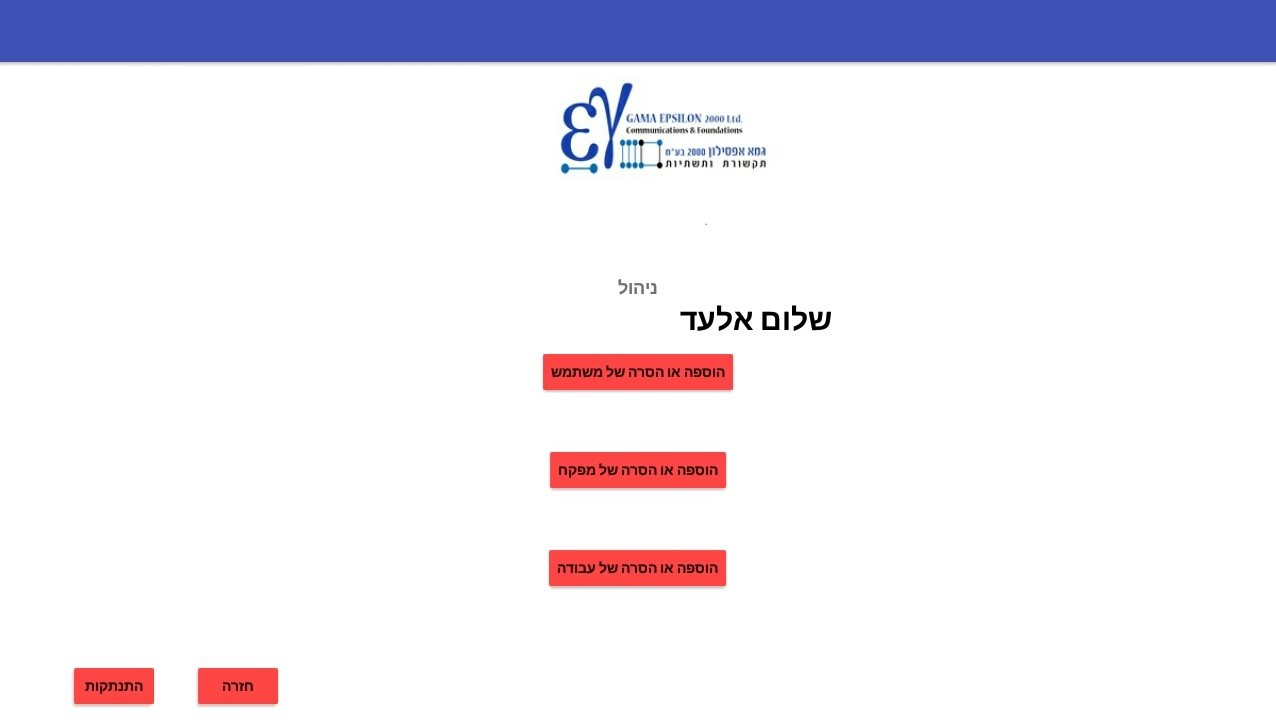 GAMA EPSILON 2000 Ltd.
Communications & Foundations
גמא אפסילון 2000 בע"מ
תקשורת ותשתיות
ניהול
שלום אלעד
הוספה או הסרה של משתמש
הוספה או הסרה של מפקח
הוספה או הסרה של עבודה
חזרה
התנתקות